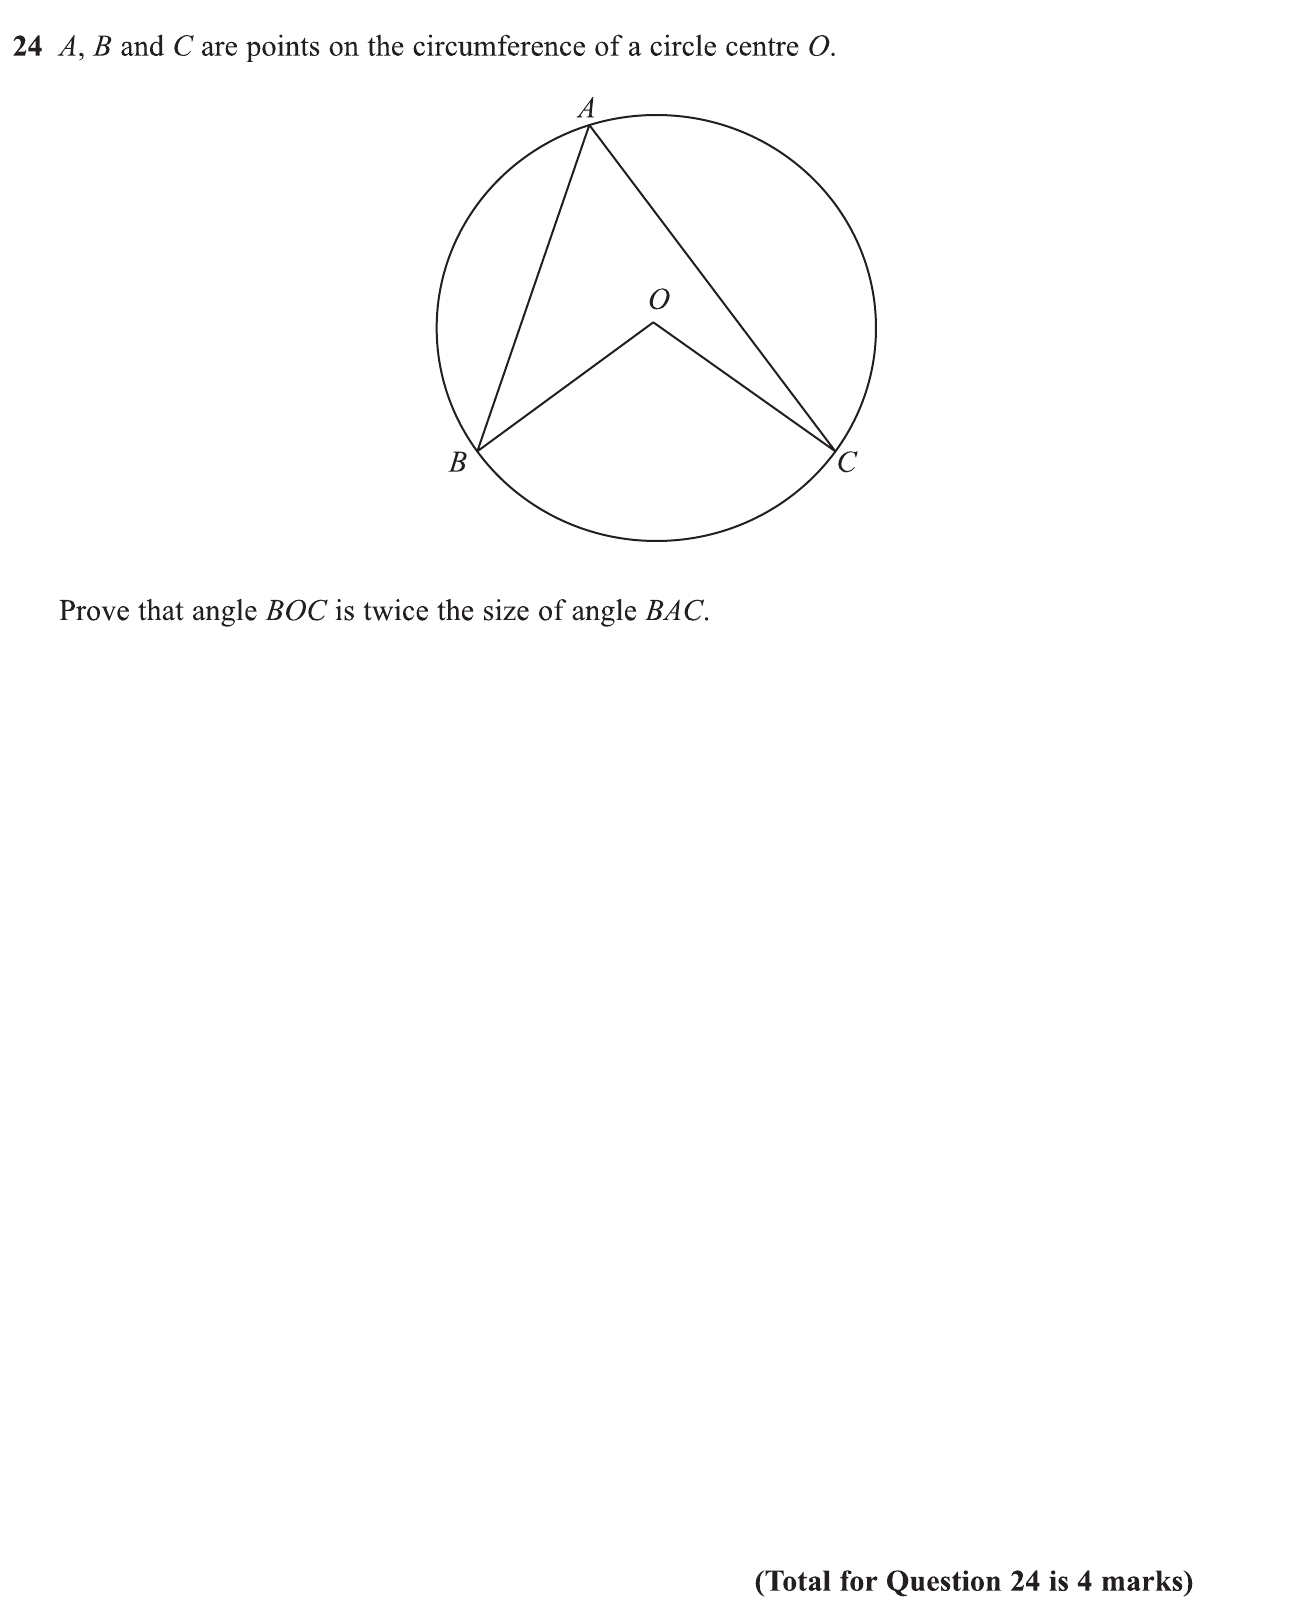 24 A, B and C are points on the circumference of a circle centre O.
A
O
B
C
Prove that angle BOC is twice the size of angle BAC.
(Total for Question 24 is 4 marks)